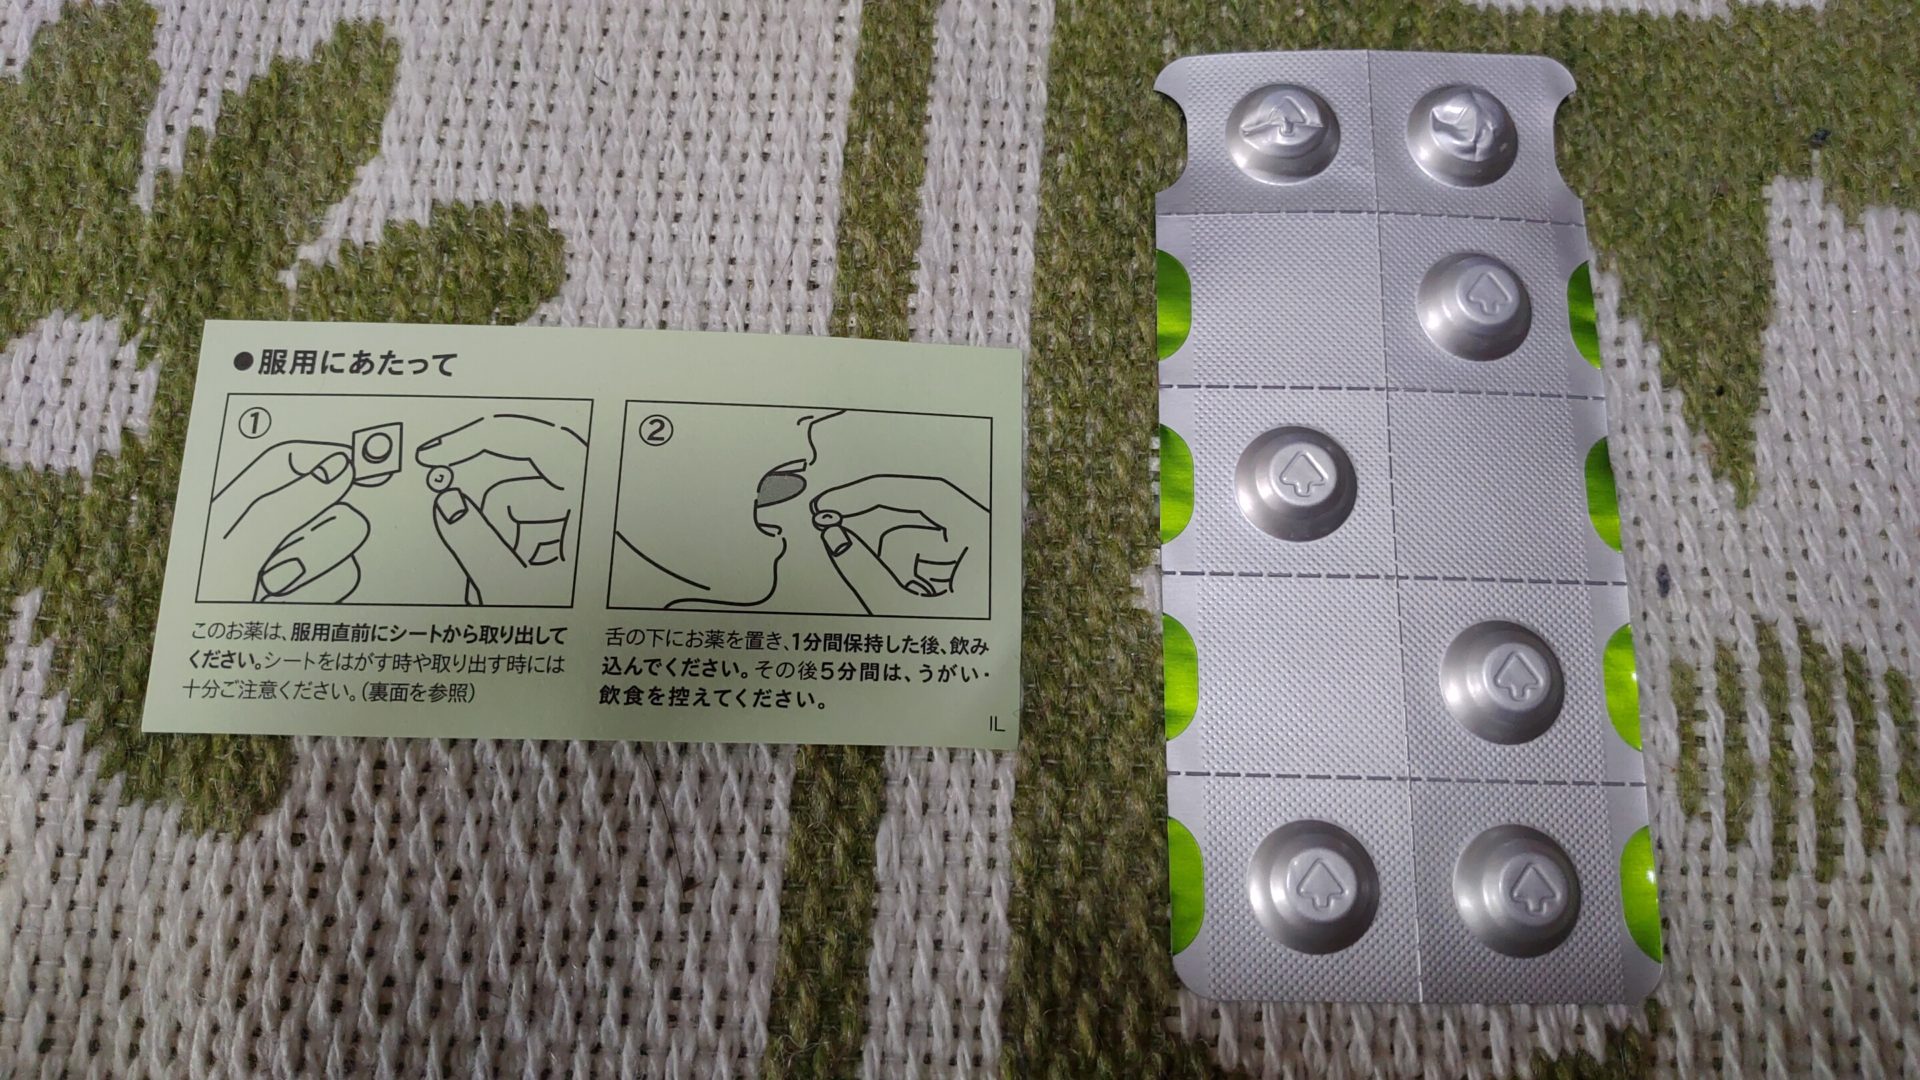 ●服用にあたって
①
②
このお薬は、服用直前にシートから取り出して
ください。シートをはがす時や取り出す時には
十分ご注意ください。(裏面を参照)
舌の下にお薬を置き、1分間保持した後、飲み
込んでください。その後5分間は、うがい・
飲食を控えてください。
IL